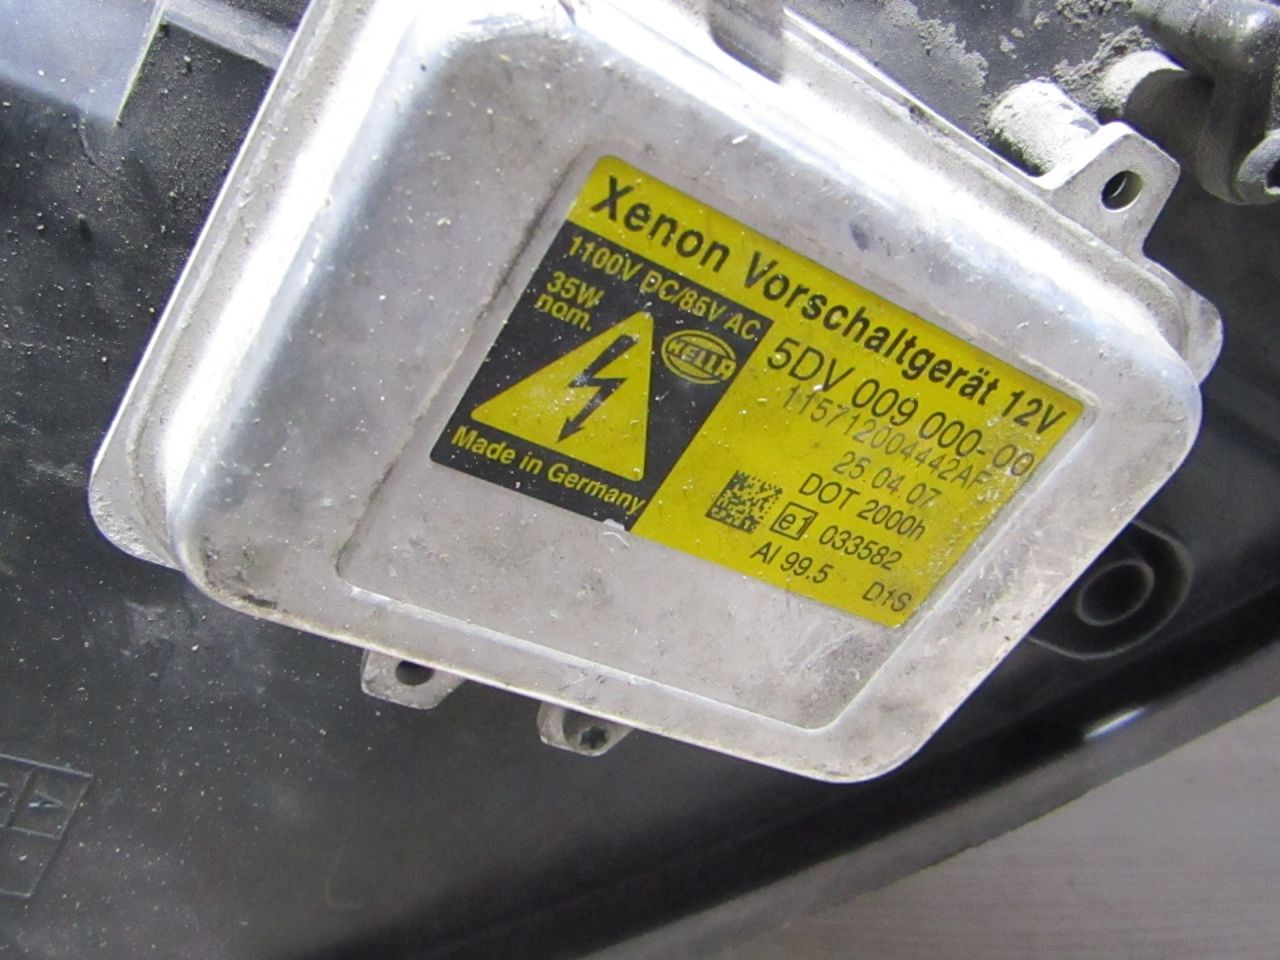 Xenon Vorschaltgerät 12V
1100V DC/85V AC
35W
nom.
HELLA
Made in Germany
5DV 009 000-00
115712004442AF
25.04.07
DOT 2000h
e1 033582
Al 99.5 D1S
A